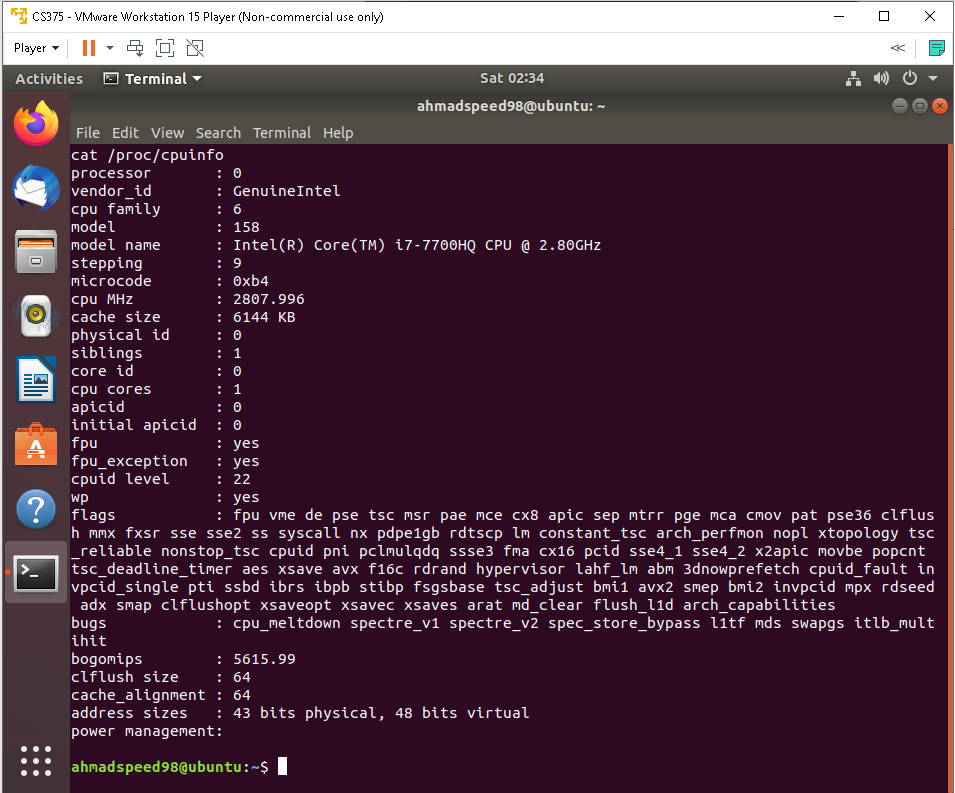 CS375 - VMware Workstation 15 Player (Non-commercial use only)
Player
Activities Terminal Sat 02:34
ahmadspeed98@ubuntu: ~
File Edit View Search Terminal Help
cat /proc/cpuinfo
processor : 0
vendor_id : GenuineIntel
cpu family : 6
model : 158
model name : Intel(R) Core(TM) i7-7700HQ CPU @ 2.80GHz
stepping : 9
microcode : 0xb4
cpu MHz : 2807.996
cache size : 6144 KB
physical id : 0
siblings : 1
core id : 0
cpu cores : 1
apicid : 0
initial apicid : 0
fpu : yes
fpu_exception : yes
cpuid level : 22
wp : yes
flags : fpu vme de pse tsc msr pae mce cx8 apic sep mtrr pge mca cmov pat pse36 clflus
h mmx fxsr sse sse2 ss syscall nx pdpe1gb rdtscp lm constant_tsc arch_perfmon nopl xtopology tsc
_reliable nonstop_tsc cpuid pni pclmulqdq ssse3 fma cx16 pcid sse4_1 sse4_2 x2apic movbe popcnt
tsc_deadline_timer aes xsave avx f16c rdrand hypervisor lahf_lm abm 3dnowprefetch cpuid_fault in
vpcid_single pti ssbd ibrs ibpb stibp fsgsbase tsc_adjust bmi1 avx2 smep bmi2 invpcid mpx rdseed
adx smap clflushopt xsaveopt xsavec xsaves arat md_clear flush_l1d arch_capabilities
bugs : cpu_meltdown spectre_v1 spectre_v2 spec_store_bypass l1tf mds swapgs itlb_mult
ihit
bogomips : 5615.99
clflush size : 64
cache_alignment : 64
address sizes : 43 bits physical, 48 bits virtual
power management:
ahmadspeed98@ubuntu:~$